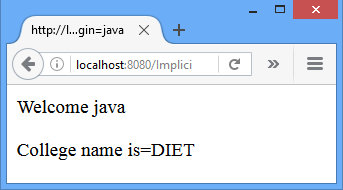 http://l...gin=java
localhost:8080/Implici
Welcome java
College name is=DIET